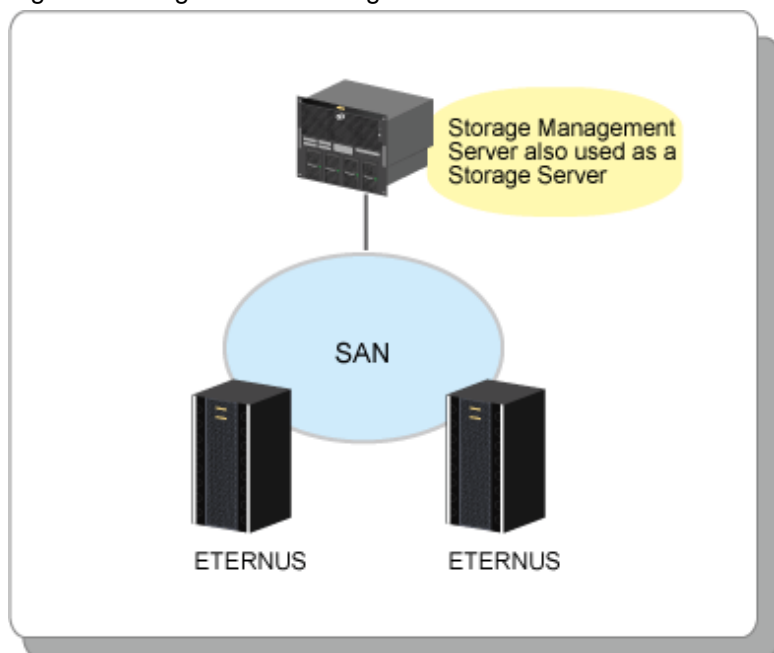 Storage Management
Server also used as a
Storage Server
SAN
ETERNUS
ETERNUS